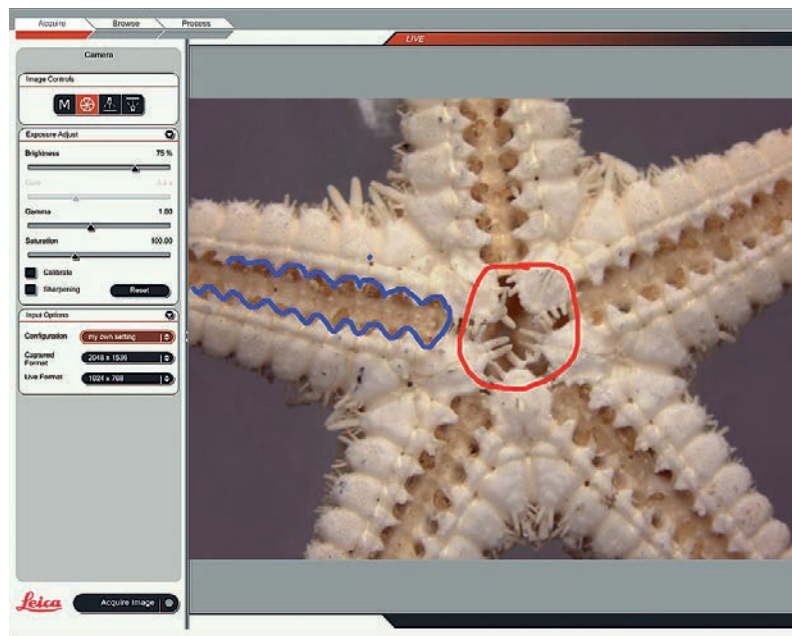 Acquire Browse Process
LIVE
Camera
Image Controls
M
Exposure Adjust
Brightness 75 %
Gamma 1.00
Saturation 100.00
Calibrate
Sharpening Reset
Input Options
Configuration my own setting
Captured Format 2048 x 1536
Live Format 1024 x 768
Leica Acquire Image